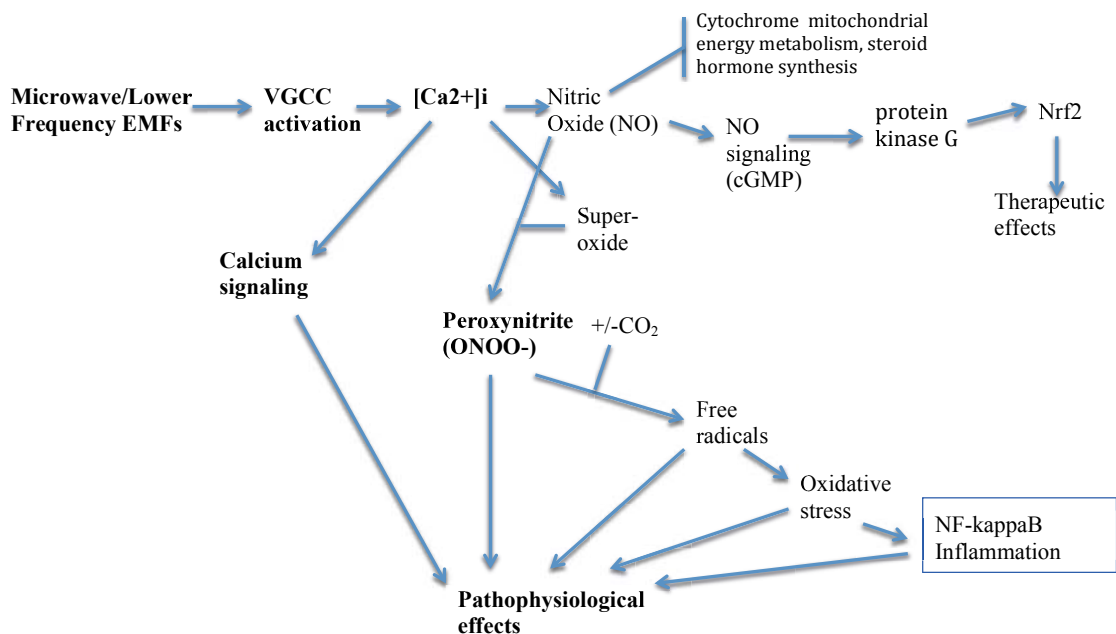 Cytochrome mitochondrial
energy metabolism, steroid
hormone synthesis
Microwave/Lower
Frequency EMFs
VGCC
activation
[Ca2+]i
Nitric
Oxide (NO)
NO
signaling
(cGMP)
protein
kinase G
Nrf2
Therapeutic
effects
Super-
oxide
Calcium
signaling
Peroxynitrite
(ONOO-)
+/-CO₂
Free
radicals
Oxidative
stress
NF-kappaB
Inflammation
Pathophysiological
effects